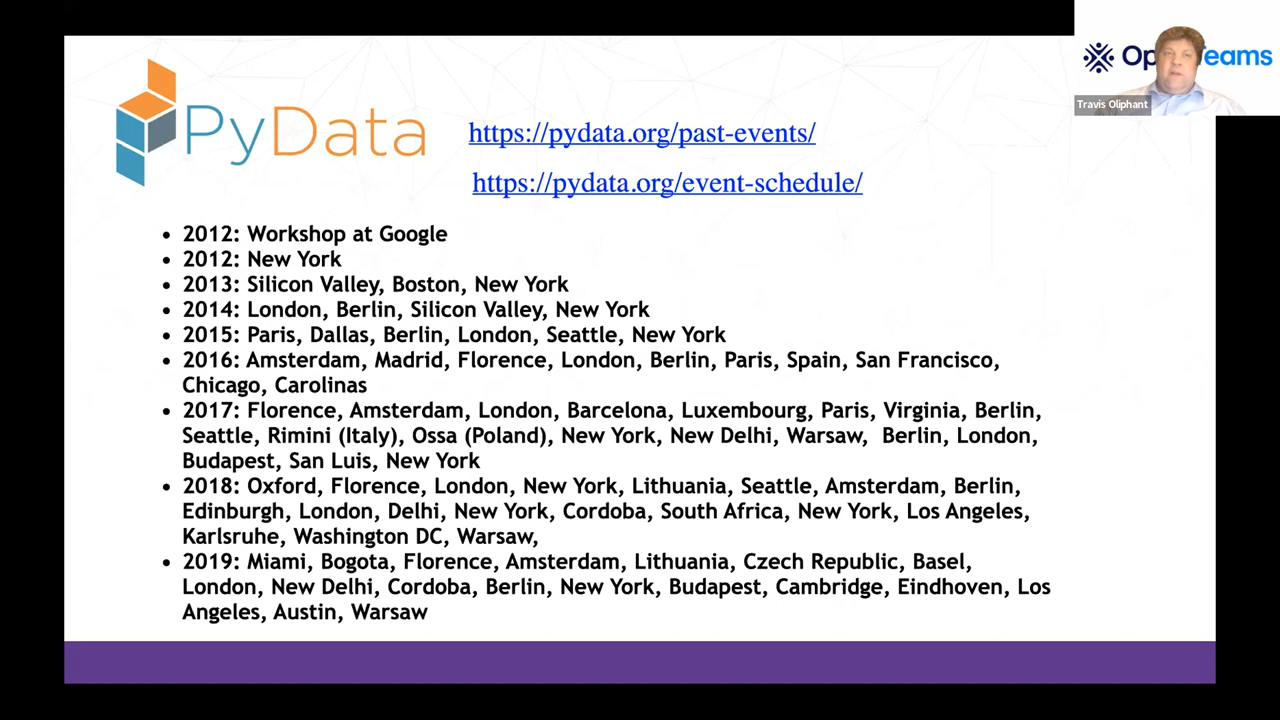 PyData
https://pydata.org/past-events/
https://pydata.org/event-schedule/
Teams
Travis Oliphant
• 2012: Workshop at Google
• 2012: New York
• 2013: Silicon Valley, Boston, New York
• 2014: London, Berlin, Silicon Valley, New York
• 2015: Paris, Dallas, Berlin, London, Seattle, New York
• 2016: Amsterdam, Madrid, Florence, London, Berlin, Paris, Spain, San Francisco,
Chicago, Carolinas
• 2017: Florence, Amsterdam, London, Barcelona, Luxembourg, Paris, Virginia, Berlin,
Seattle, Rimini (Italy), Ossa (Poland), New York, New Delhi, Warsaw,  Berlin, London,
Budapest, San Luis, New York
• 2018: Oxford, Florence, London, New York, Lithuania, Seattle, Amsterdam, Berlin,
Edinburgh, London, Delhi, New York, Cordoba, South Africa, New York, Los Angeles,
Karlsruhe, Washington DC, Warsaw,
• 2019: Miami, Bogota, Florence, Amsterdam, Lithuania, Czech Republic, Basel,
London, New Delhi, Cordoba, Berlin, New York, Budapest, Cambridge, Eindhoven, Los
Angeles, Austin, Warsaw